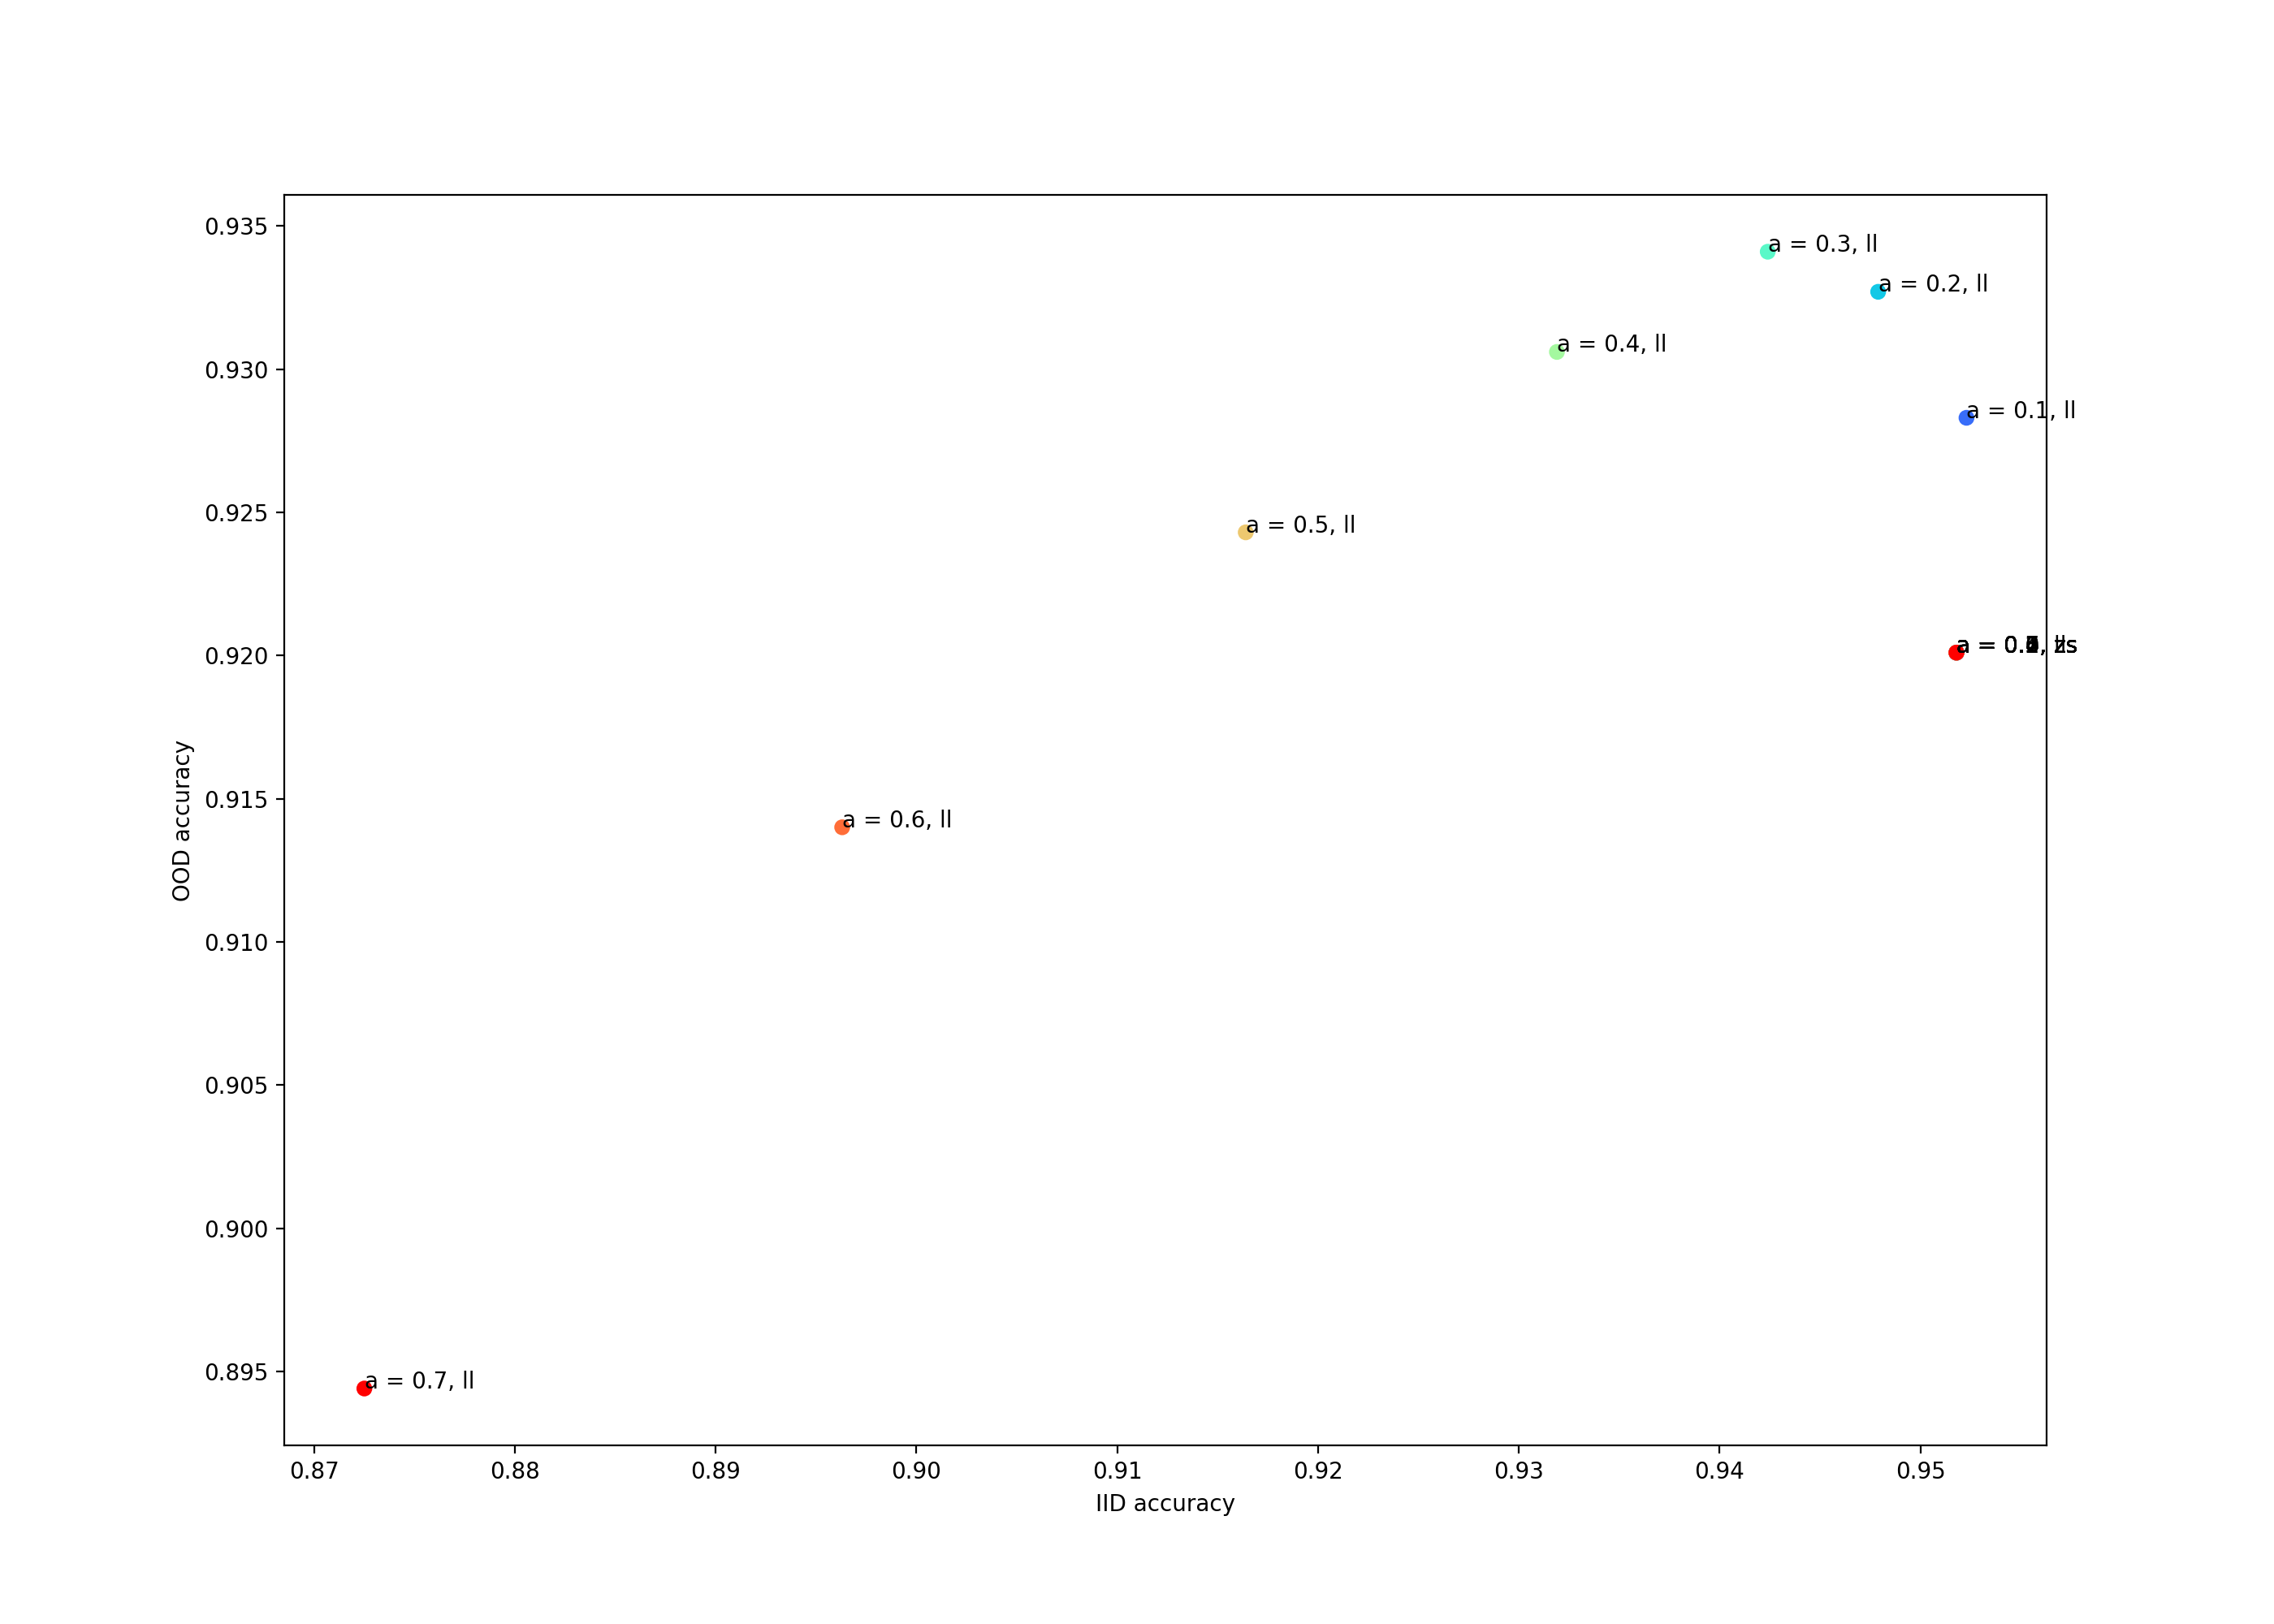 0.935
a = 0.3, ll
a = 0.2, ll
a = 0.4, ll
0.930
a = 0.1, ll
0.925
a = 0.5, ll
0.920
0.915
a = 0.6, ll
OOD accuracy
0.910
0.905
0.900
0.895
a = 0.7, ll
0.87 0.88 0.89 0.90 0.91 0.92 0.93 0.94 0.95
IID accuracy